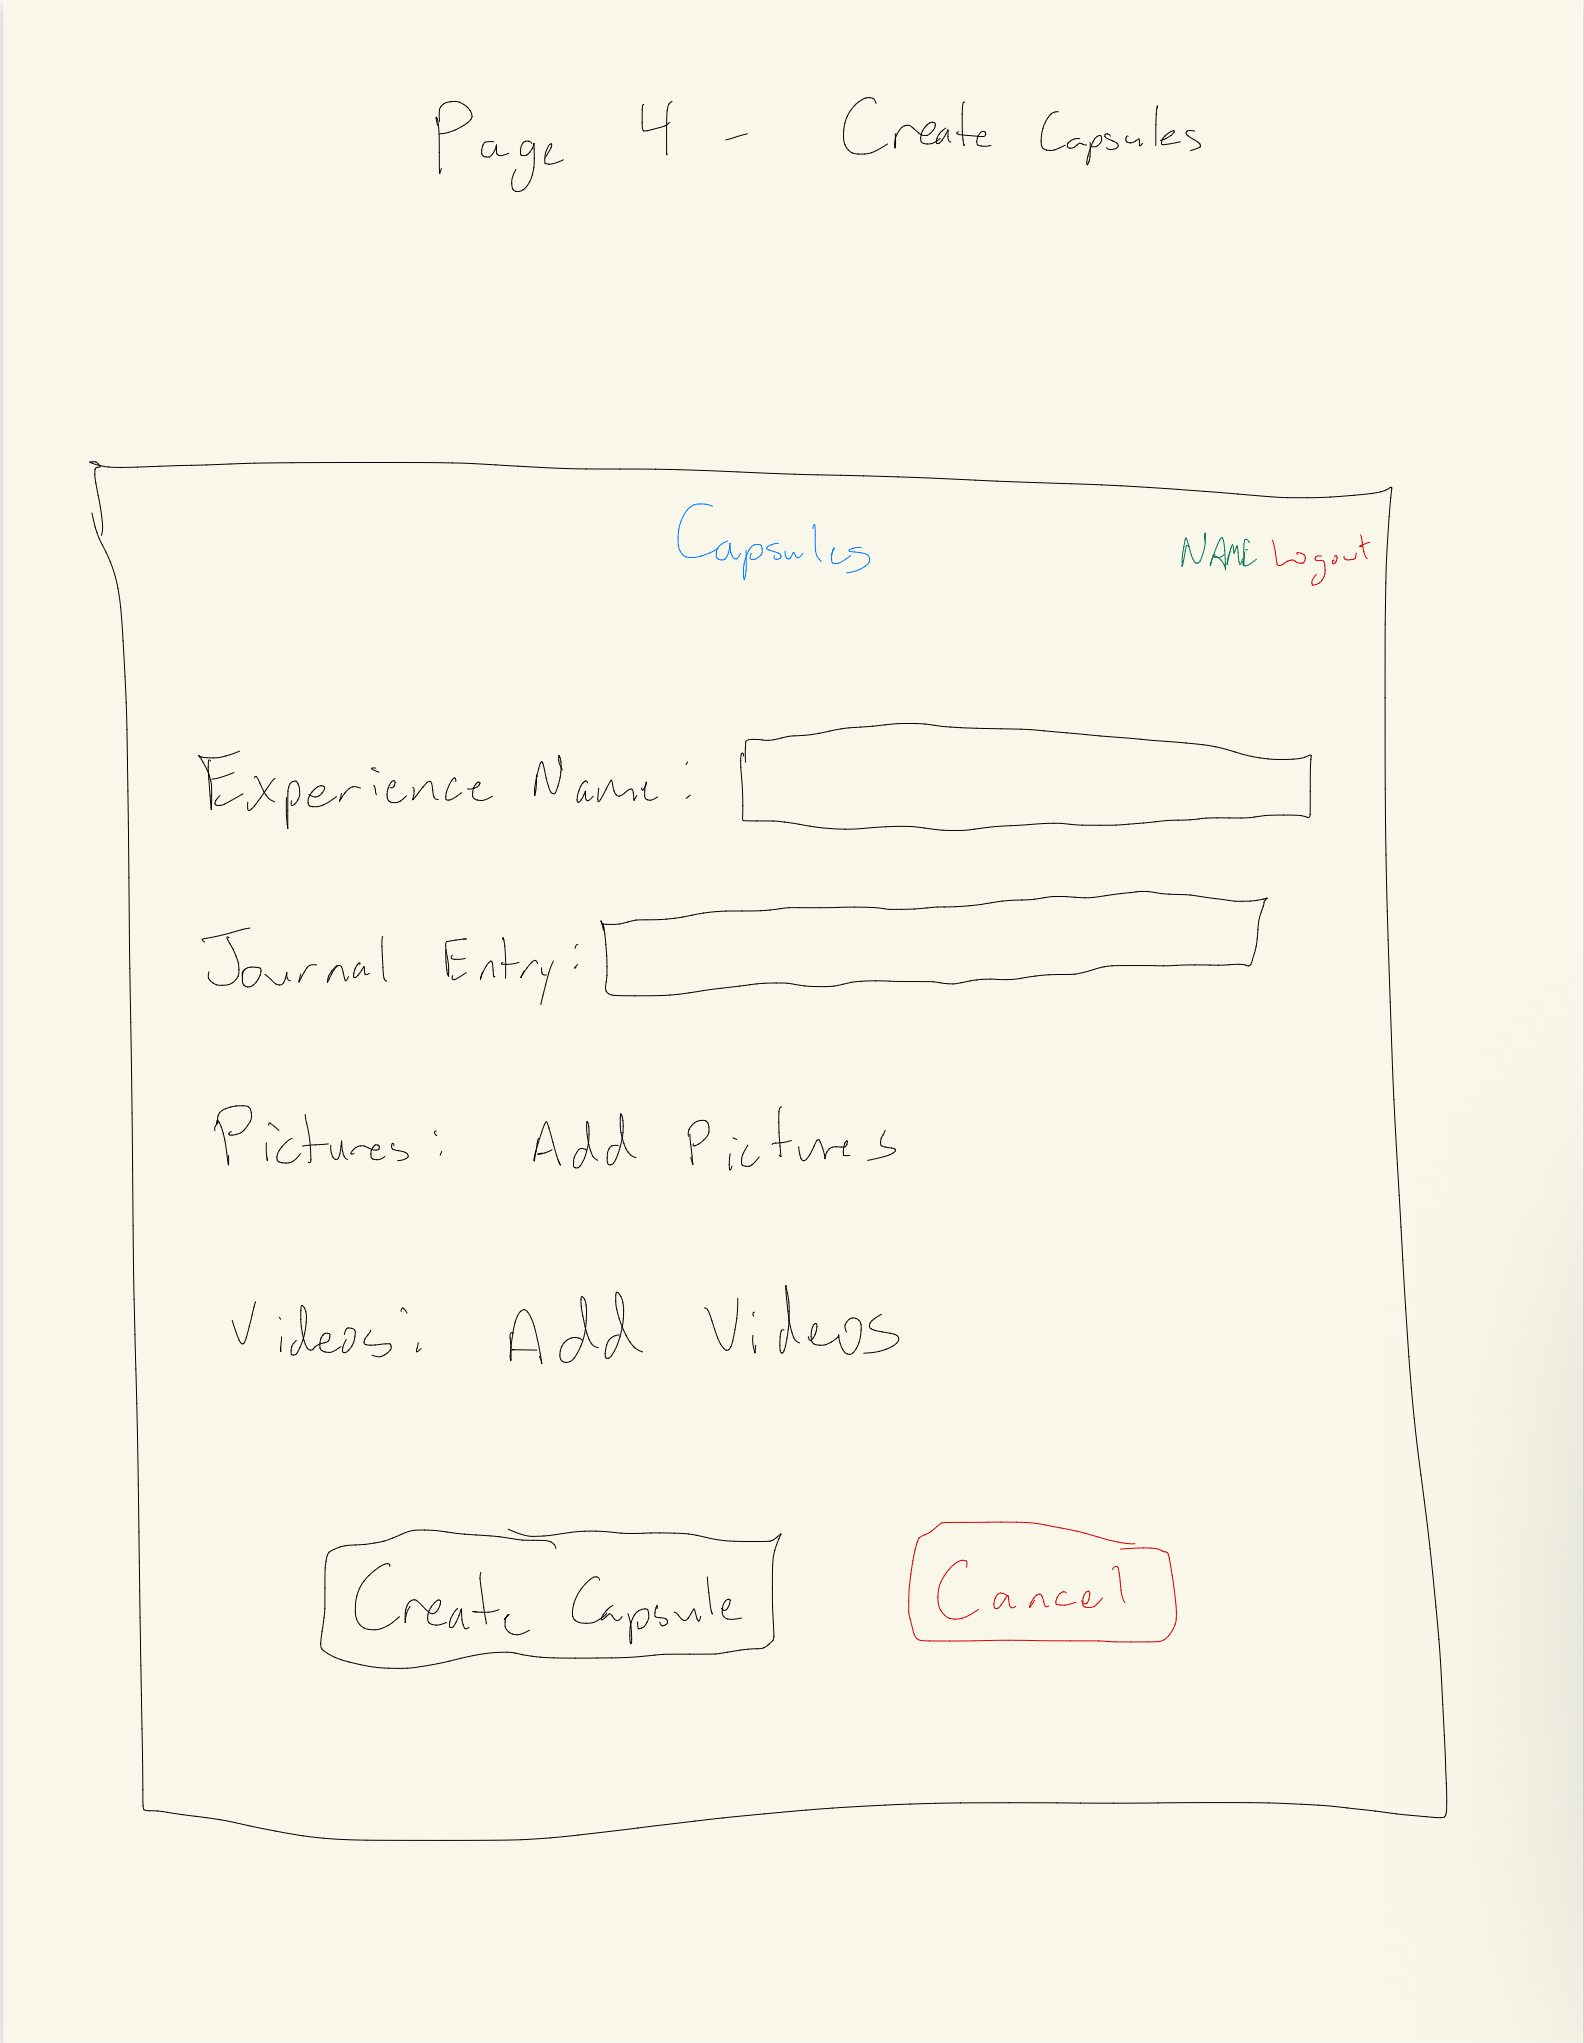 Page 4 - Create Capsules
Capsules NAME Logout
Experience Name:
Journal Entry:
Pictures: Add Pictures
Videos: Add Videos
Create Capsule Cancel